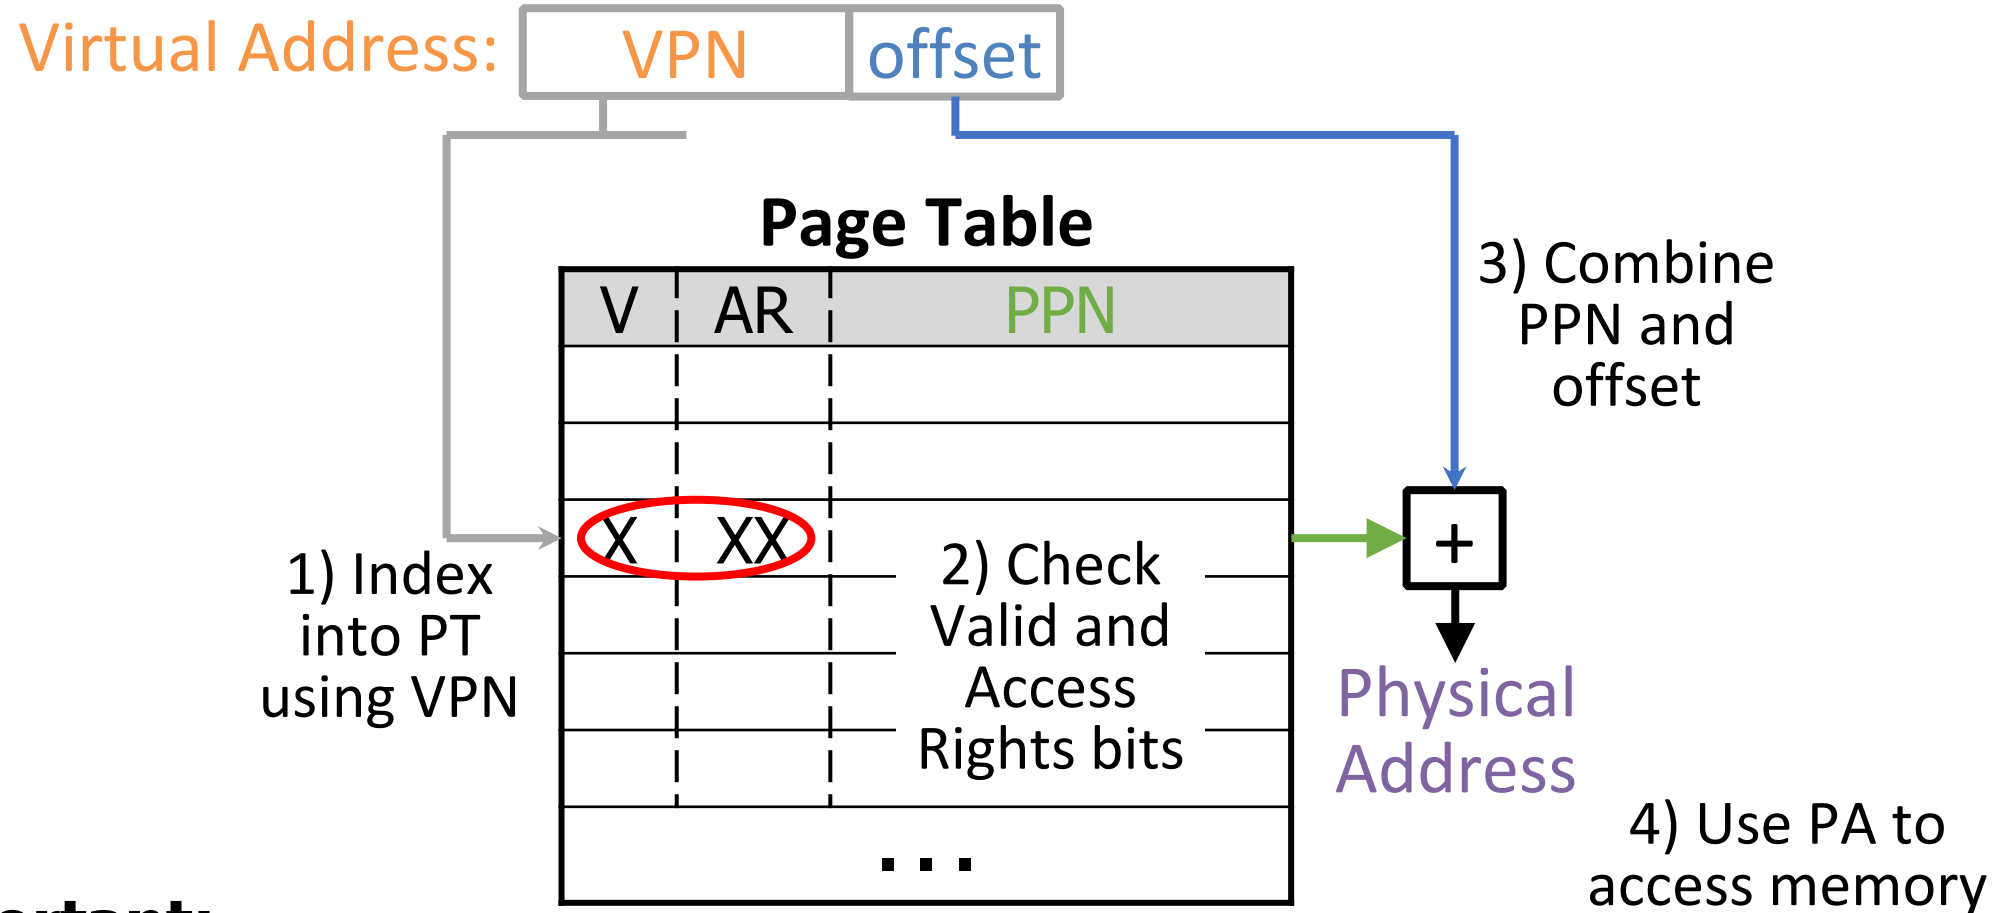 Virtual Address: VPN offset
Page Table
V AR PPN
X XX
1) Index
into PT
using VPN
2) Check
Valid and
Access
Rights bits
3) Combine
PPN and
offset
+
Physical
Address
4) Use PA to
access memory
...